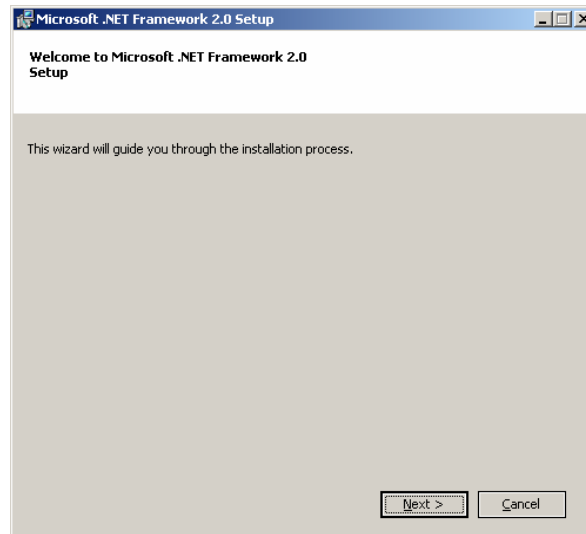 Microsoft .NET Framework 2.0 Setup
Welcome to Microsoft .NET Framework 2.0
Setup
This wizard will guide you through the installation process.
Next >
Cancel